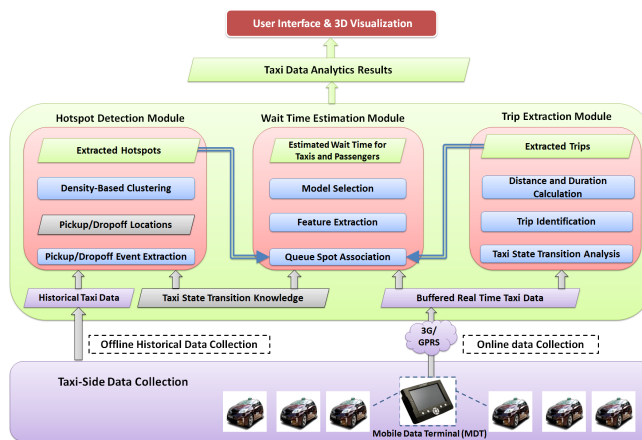 User Interface & 3D Visualization
Taxi Data Analytics Results
Hotspot Detection Module
Wait Time Estimation Module
Trip Extraction Module
Extracted Hotspots
Density-Based Clustering
Pickup/Dropoff Locations
Pickup/Dropoff Event Extraction
Estimated Wait Time for
Taxis and Passengers
Model Selection
Feature Extraction
Queue Spot Association
Extracted Trips
Distance and Duration
Calculation
Trip Identification
Taxi State Transition Analysis
Historical Taxi Data
Taxi State Transition Knowledge
Buffered Real Time Taxi Data
Offline Historical Data Collection
3G/
GPRS
Online data Collection
Taxi-Side Data Collection
Mobile Data Terminal (MDT)